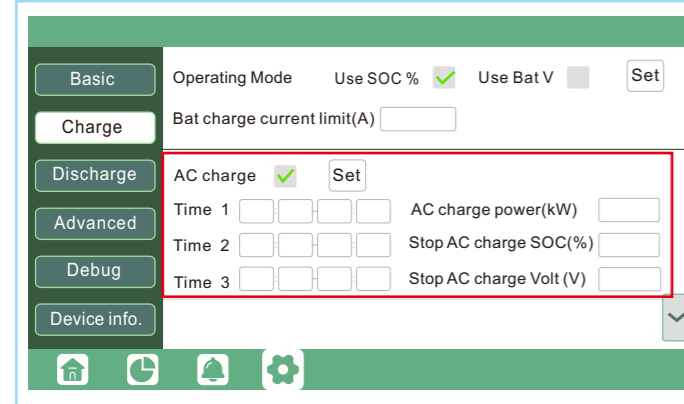 Basic
Charge
Discharge
Advanced
Debug
Device info.
Operating Mode Use SOC % Use Bat V Set
Bat charge current limit(A)
AC charge Set
Time 1 : - : AC charge power(kW)
Time 2 : - : Stop AC charge SOC(%)
Time 3 : - : Stop AC charge Volt (V)